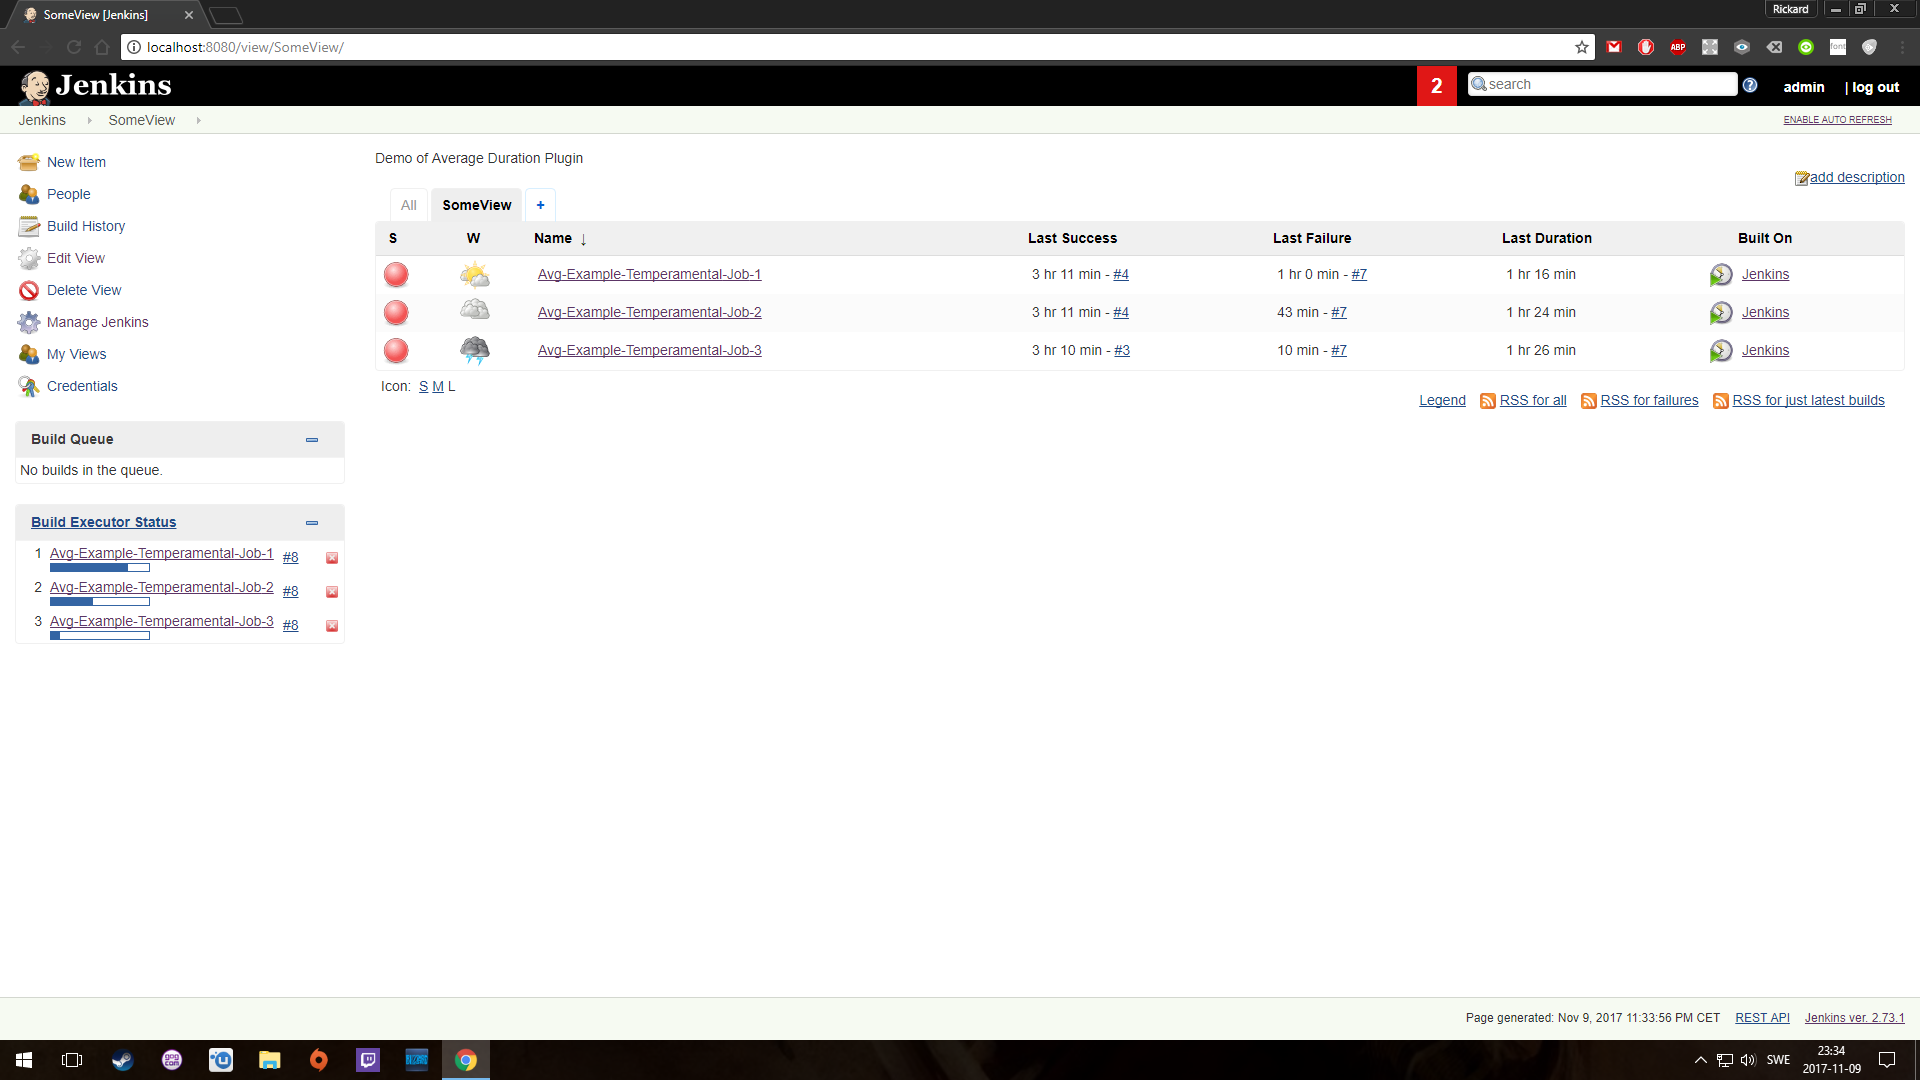 SomeView [Jenkins]
Rickard
localhost:8080/view/SomeView/
ABP
font
Jenkins
2
search
admin
| log out
Jenkins
SomeView
ENABLE AUTO REFRESH
New Item
People
Build History
Edit View
Delete View
Manage Jenkins
My Views
Credentials
Build Queue
No builds in the queue.
Build Executor Status
1 Avg-Example-Temperamental-Job-1 #8
2 Avg-Example-Temperamental-Job-2 #8
3 Avg-Example-Temperamental-Job-3 #8
Demo of Average Duration Plugin
add description
All SomeView +
S W Name ↓ Last Success Last Failure Last Duration Built On
Avg-Example-Temperamental-Job-1 3 hr 11 min - #4 1 hr 0 min - #7 1 hr 16 min Jenkins
Avg-Example-Temperamental-Job-2 3 hr 11 min - #4 43 min - #7 1 hr 24 min Jenkins
Avg-Example-Temperamental-Job-3 3 hr 10 min - #3 10 min - #7 1 hr 26 min Jenkins
Icon: S M L
Legend RSS for all RSS for failures RSS for just latest builds
Page generated: Nov 9, 2017 11:33:56 PM CET REST API Jenkins ver. 2.73.1
gog
com
SWE
23:34
2017-11-09